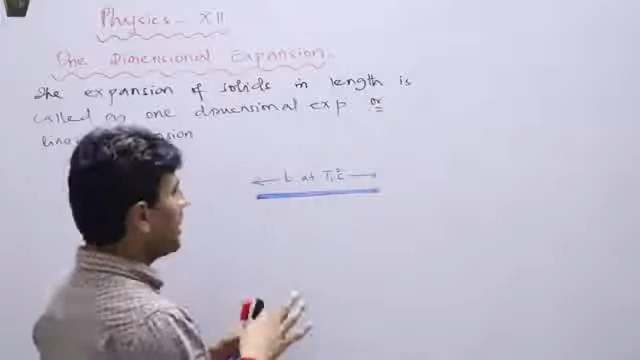 Physics - XII
One Dimensional Expansion.
The expansion of solids in length is
called as one dimensional exp or
L at T₁°C